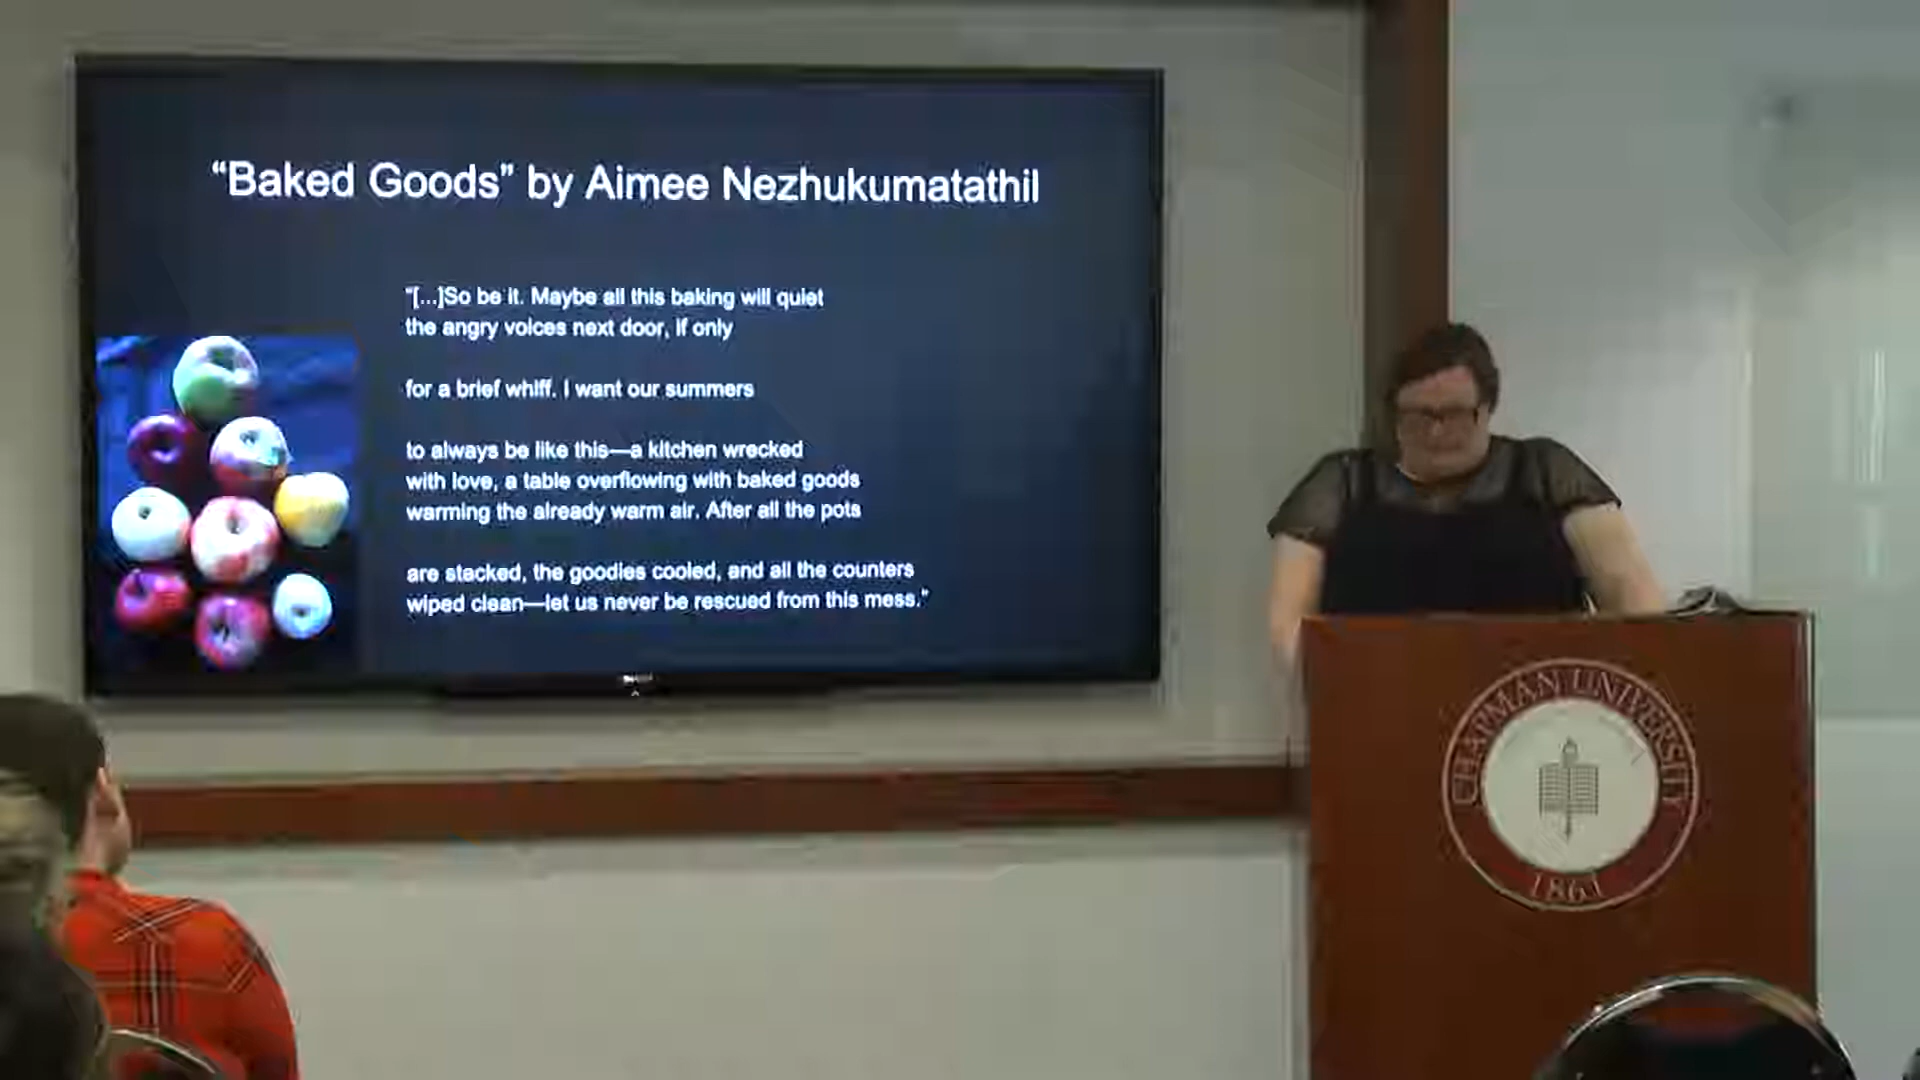 “Baked Goods” by Aimee Nezhukumatathil
“[...]So be it. Maybe all this baking will quiet
the angry voices next door, if only
for a brief whiff. I want our summers
to always be like this—a kitchen wrecked
with love, a table overflowing with baked goods
warming the already warm air. After all the pots
are stacked, the goodies cooled, and all the counters
wiped clean—let us never be rescued from this mess.”
CHAPMAN UNIVERSITY
1861